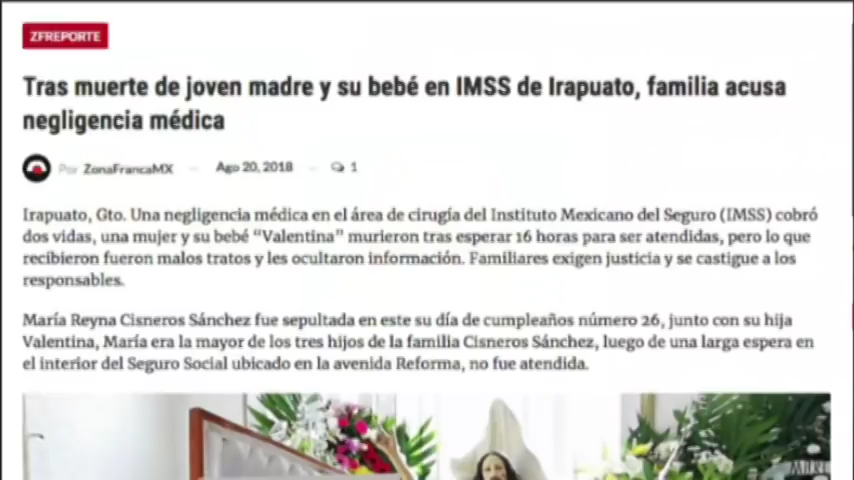 ZFREPORTE
Tras muerte de joven madre y su bebé en IMSS de Irapuato, familia acusa
negligencia médica
Por ZonaFrancaMX — Ago 20, 2018 — 1
Irapuato, Gto. Una negligencia médica en el área de cirugía del Instituto Mexicano del Seguro (IMSS) cobró
dos vidas, una mujer y su bebé “Valentina” murieron tras esperar 16 horas para ser atendidas, pero lo que
recibieron fueron malos tratos y les ocultaron información. Familiares exigen justicia y se castigue a los
responsables.
María Reyna Cisneros Sánchez fue sepultada en este su día de cumpleaños número 26, junto con su hija
Valentina, María era la mayor de los tres hijos de la familia Cisneros Sánchez, luego de una larga espera en
el interior del Seguro Social ubicado en la avenida Reforma, no fue atendida.